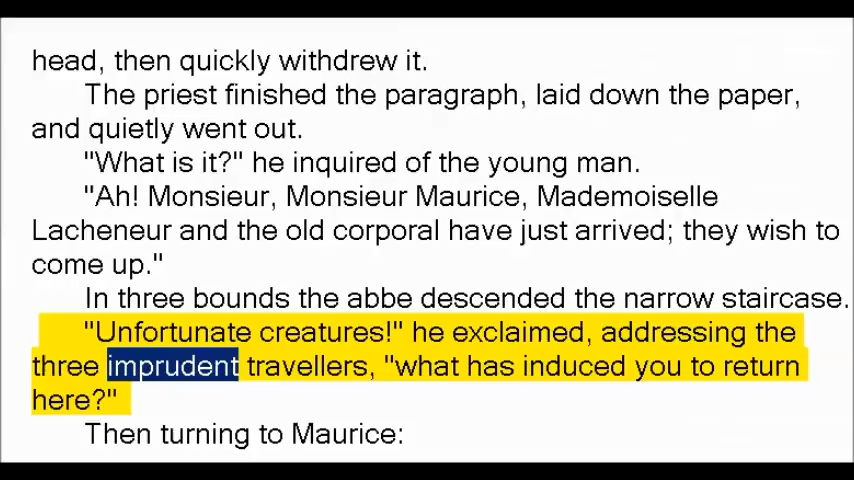 head, then quickly withdrew it.
The priest finished the paragraph, laid down the paper,
and quietly went out.
"What is it?" he inquired of the young man.
"Ah! Monsieur, Monsieur Maurice, Mademoiselle
Lacheneur and the old corporal have just arrived; they wish to
come up."
In three bounds the abbe descended the narrow staircase.
"Unfortunate creatures!" he exclaimed, addressing the
three imprudent travellers, "what has induced you to return
here?"
Then turning to Maurice: